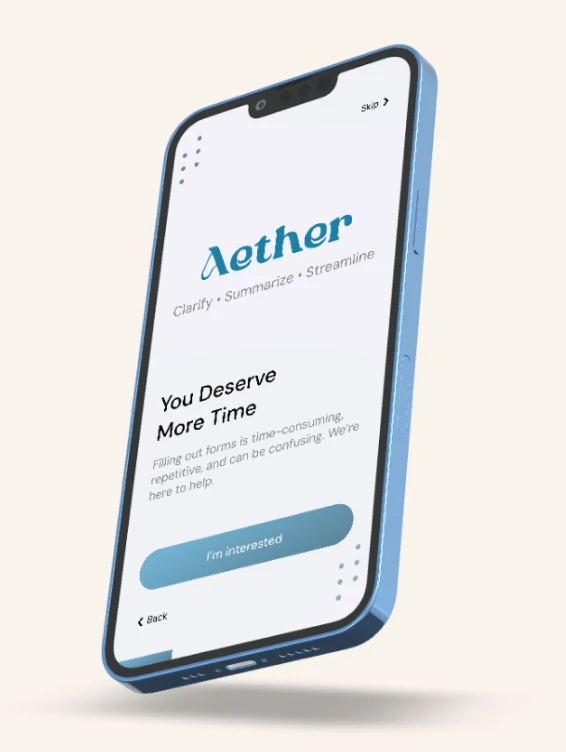 Skip
Aether
Clarify • Summarize • Streamline
You Deserve
More Time
Filling out forms is time-consuming,
repetitive, and can be confusing. We're
here to help.
I'm interested
Back